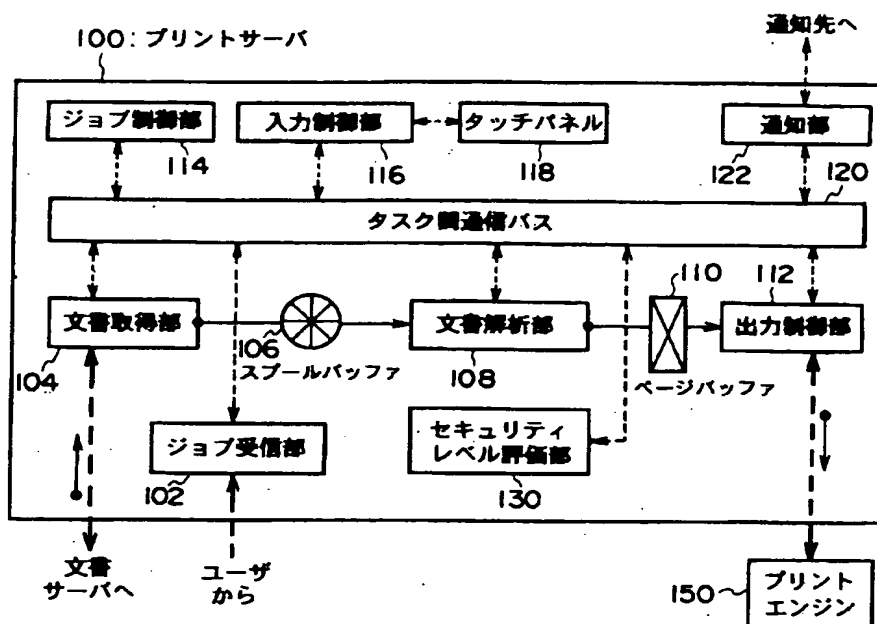 通知先へ
100:プリントサーバ
ジョブ制御部
入力制御部
タッチパネル
通知部
114
116
118
122
120
タスク間通信バス
110
112
文書取得部
文書解析部
出力制御部
106
104
スプールバッファ
108
ページバッファ
ジョブ受信部
セキュリティ
レベル評価部
102
130
文書
サーバへ
ユーザ
から
150
プリント
エンジン